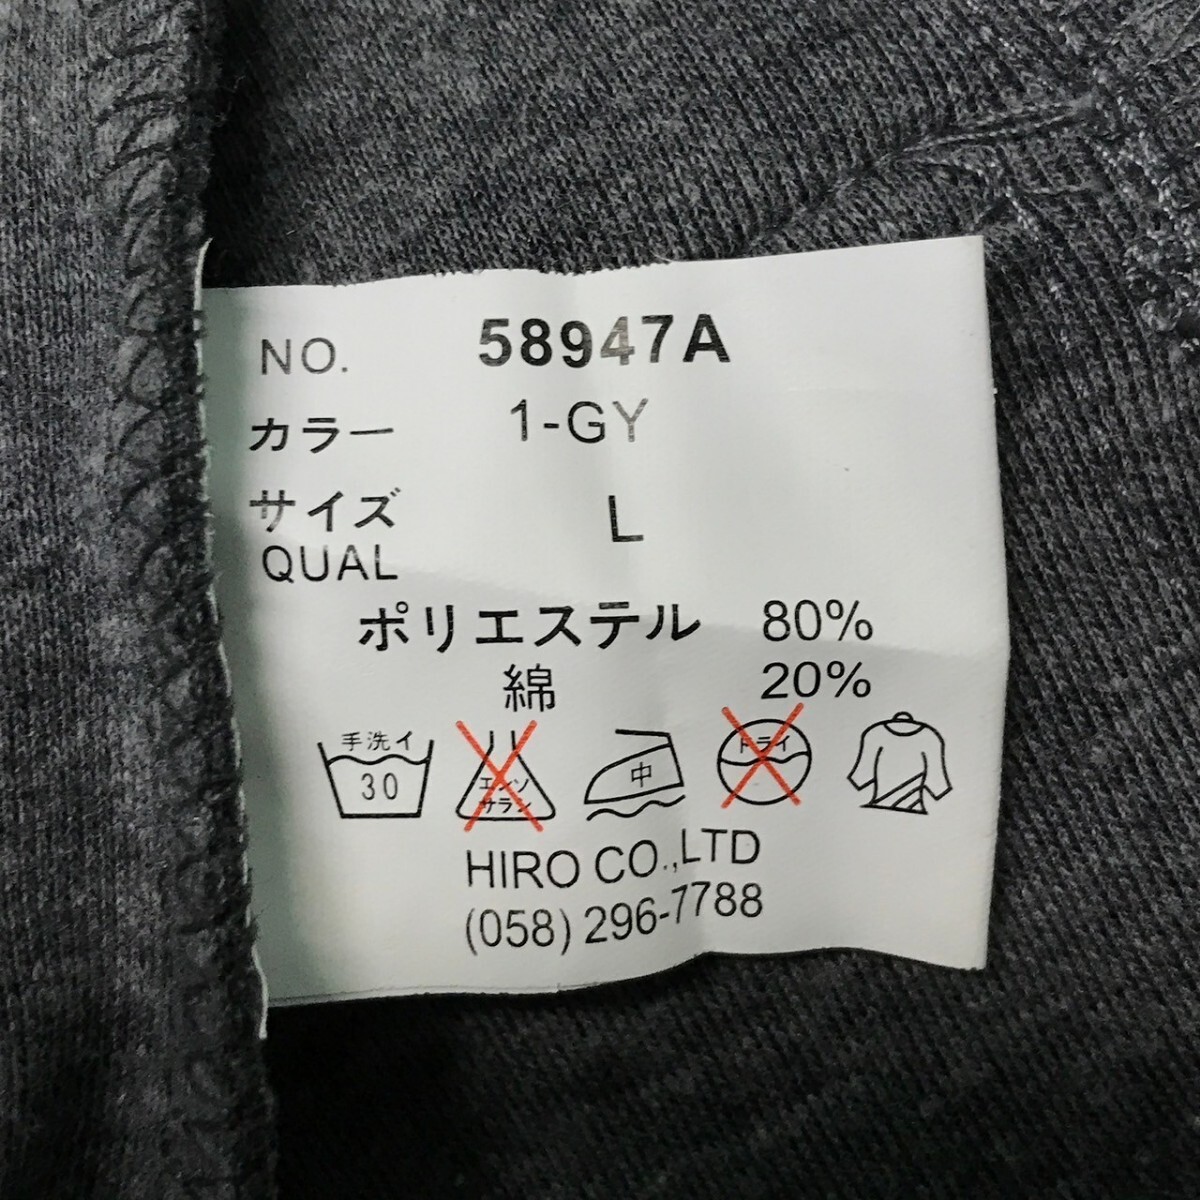 NO. 58947A
カラー 1-GY
サイズ L
QUAL
ポリエステル 80%
綿 20%
手洗イ 30 エンソサラシ 中 ドライ
HIRO CO.,LTD
(058) 296-7788